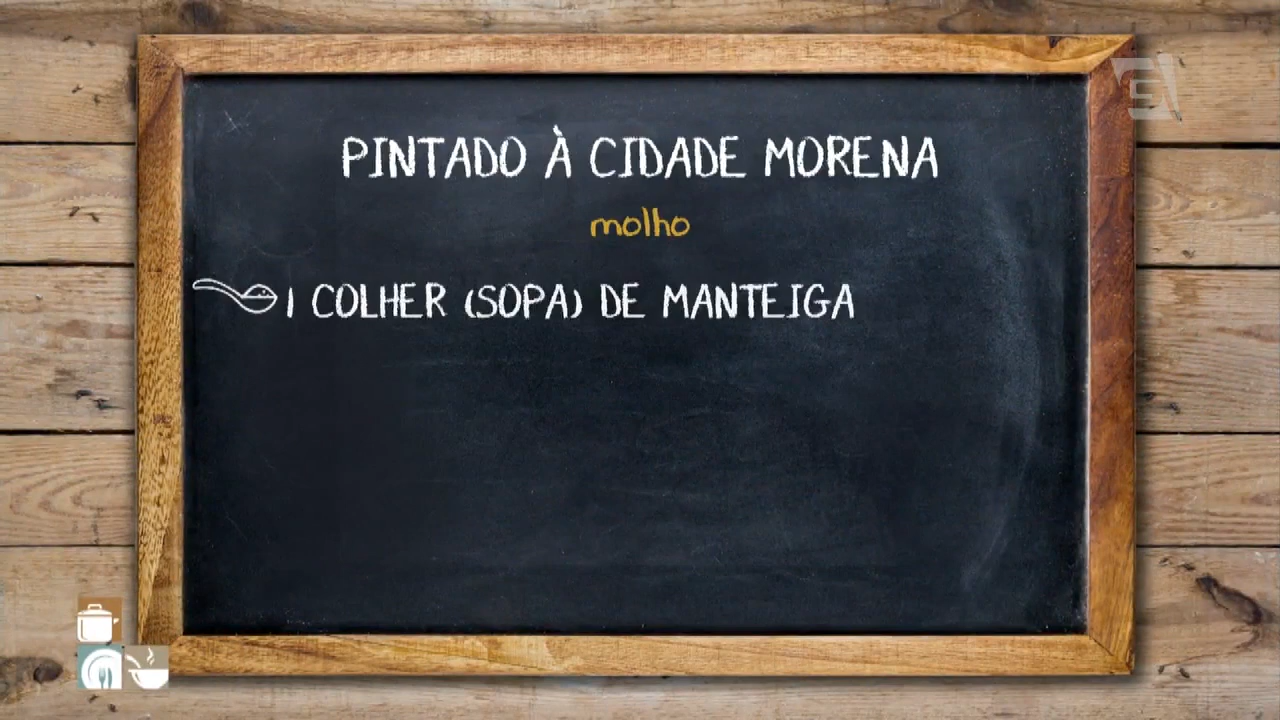 PINTADO À CIDADE MORENA
molho
1 COLHER (SOPA) DE MANTEIGA